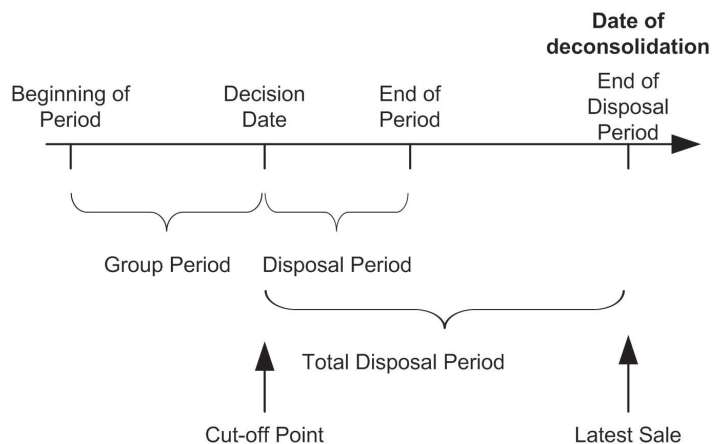 Date of
deconsolidation
Beginning of
Period
Decision
Date
End of
Period
End of
Disposal
Period
Group Period
Disposal Period
Total Disposal Period
Cut-off Point
Latest Sale